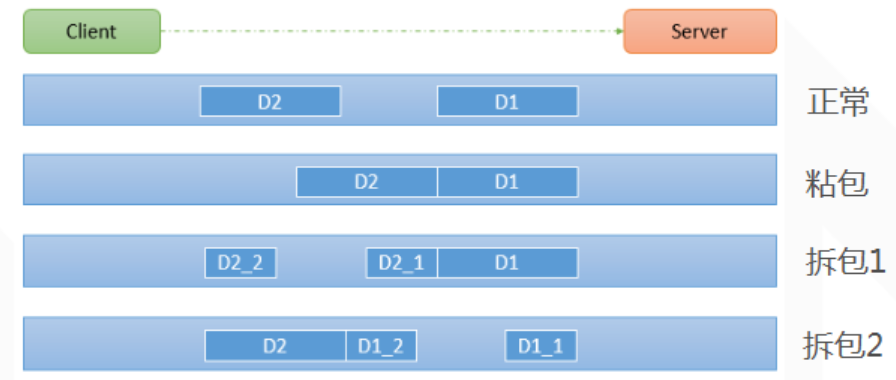 Client Server
D2 D1 正常
D2 D1 粘包
D2_2 D2_1 D1 拆包1
D2 D1_2 D1_1 拆包2